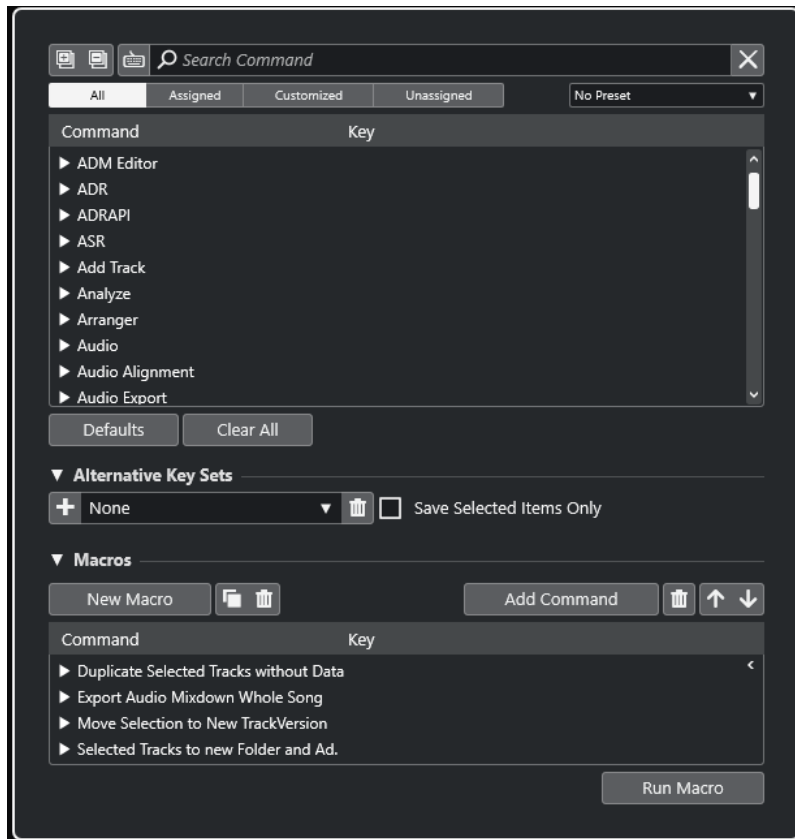 Search Command
All Assigned Customized Unassigned No Preset
Command Key
ADM Editor
ADR
ADRAPI
ASR
Add Track
Analyze
Arranger
Audio
Audio Alignment
Audio Export
Defaults Clear All
Alternative Key Sets
None Save Selected Items Only
Macros
New Macro Add Command
Command Key
Duplicate Selected Tracks without Data
Export Audio Mixdown Whole Song
Move Selection to New TrackVersion
Selected Tracks to new Folder and Ad.
Run Macro